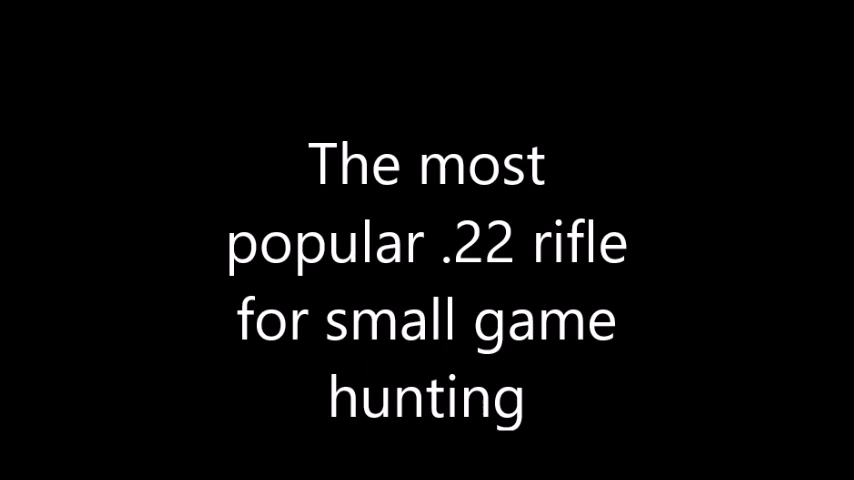 The most
popular .22 rifle
for small game
hunting